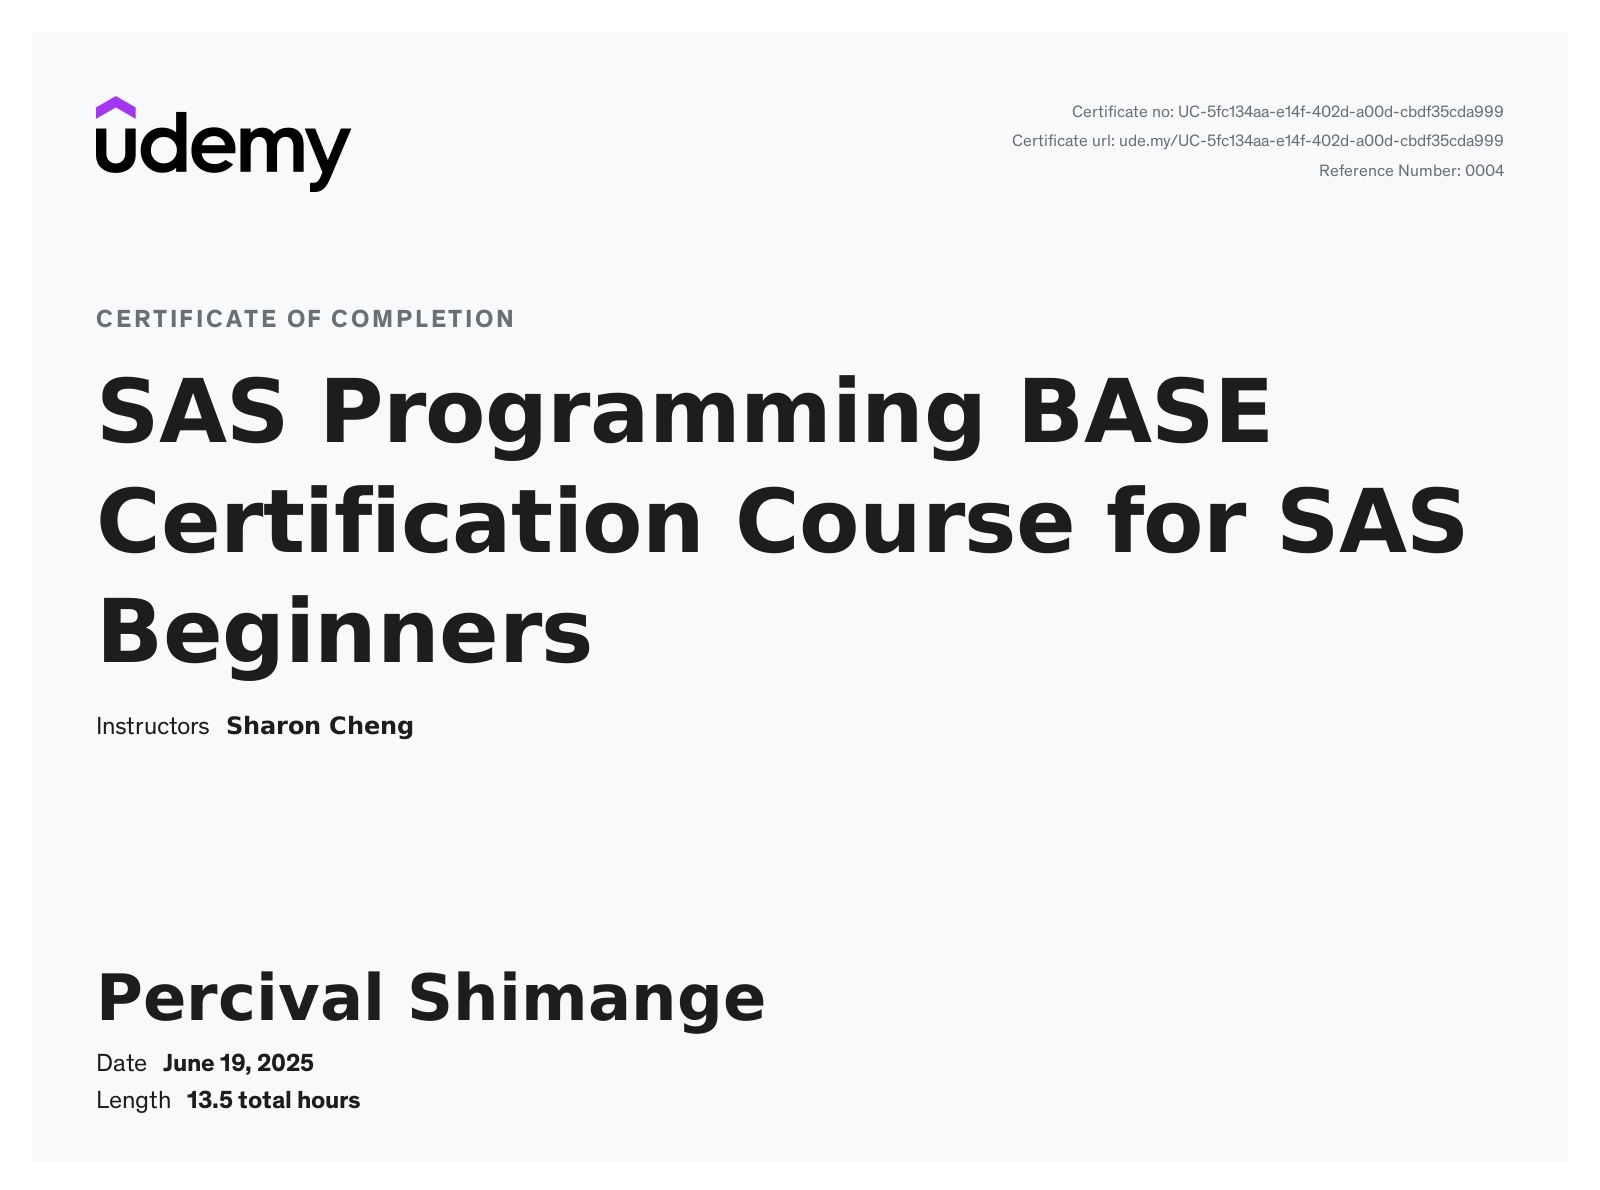 udemy
Certificate no: UC-5fc134aa-e14f-402d-a00d-cbdf35cda999
Certificate url: ude.my/UC-5fc134aa-e14f-402d-a00d-cbdf35cda999
Reference Number: 0004
CERTIFICATE OF COMPLETION
SAS Programming BASE
Certification Course for SAS
Beginners
Instructors Sharon Cheng
Percival Shimange
Date June 19, 2025
Length 13.5 total hours